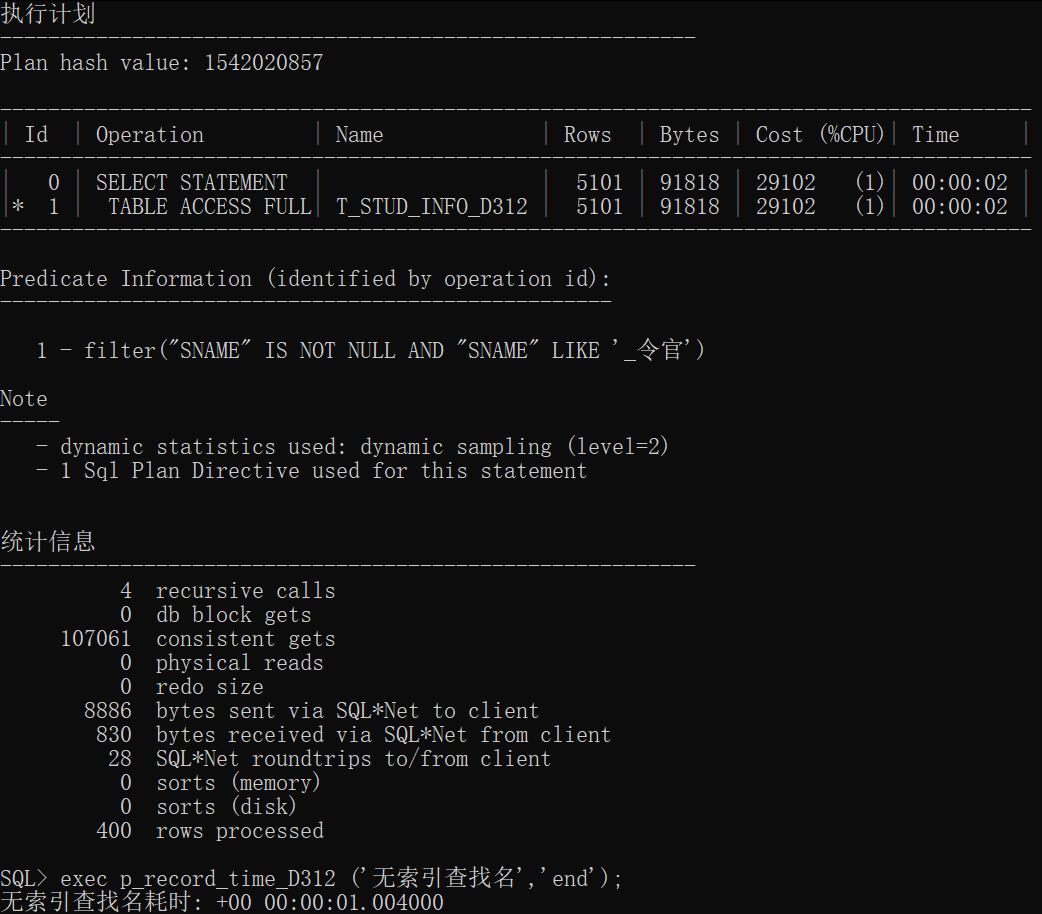 执行计划
----------------------------------------------------------
Plan hash value: 1542020857
--------------------------------------------------------------------------------------
| Id  | Operation         | Name             | Rows  | Bytes | Cost (%CPU)| Time     |
--------------------------------------------------------------------------------------
|   0 | SELECT STATEMENT  |                  |  5101 | 91818 | 29102   (1)| 00:00:02 |
|*  1 |  TABLE ACCESS FULL| T_STUD_INFO_D312 |  5101 | 91818 | 29102   (1)| 00:00:02 |
--------------------------------------------------------------------------------------
Predicate Information (identified by operation id):
---------------------------------------------------
   1 - filter("SNAME" IS NOT NULL AND "SNAME" LIKE '_令官')
Note
-----
   - dynamic statistics used: dynamic sampling (level=2)
   - 1 Sql Plan Directive used for this statement
统计信息
----------------------------------------------------------
          4  recursive calls
          0  db block gets
     107061  consistent gets
          0  physical reads
          0  redo size
       8886  bytes sent via SQL*Net to client
        830  bytes received via SQL*Net from client
         28  SQL*Net roundtrips to/from client
          0  sorts (memory)
          0  sorts (disk)
        400  rows processed
SQL> exec p_record_time_D312 ('无索引查找名','end');
无索引查找名耗时: +00 00:00:01.004000